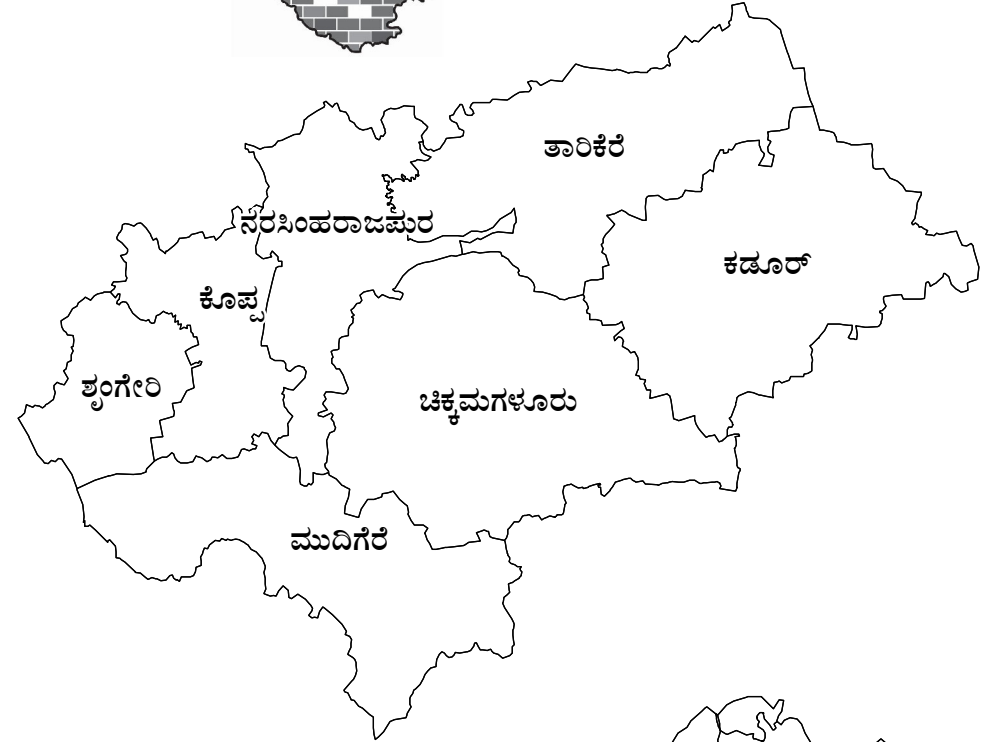 ತಾರಿಕೆರೆ
ನರಸಿಂಹರಾಜಪುರ
ಕಡೂರ್
ಕೊಪ್ಪ
ಶೃಂಗೇರಿ
ಚಿಕ್ಕಮಗಳೂರು
ಮುದಿಗೆರೆ